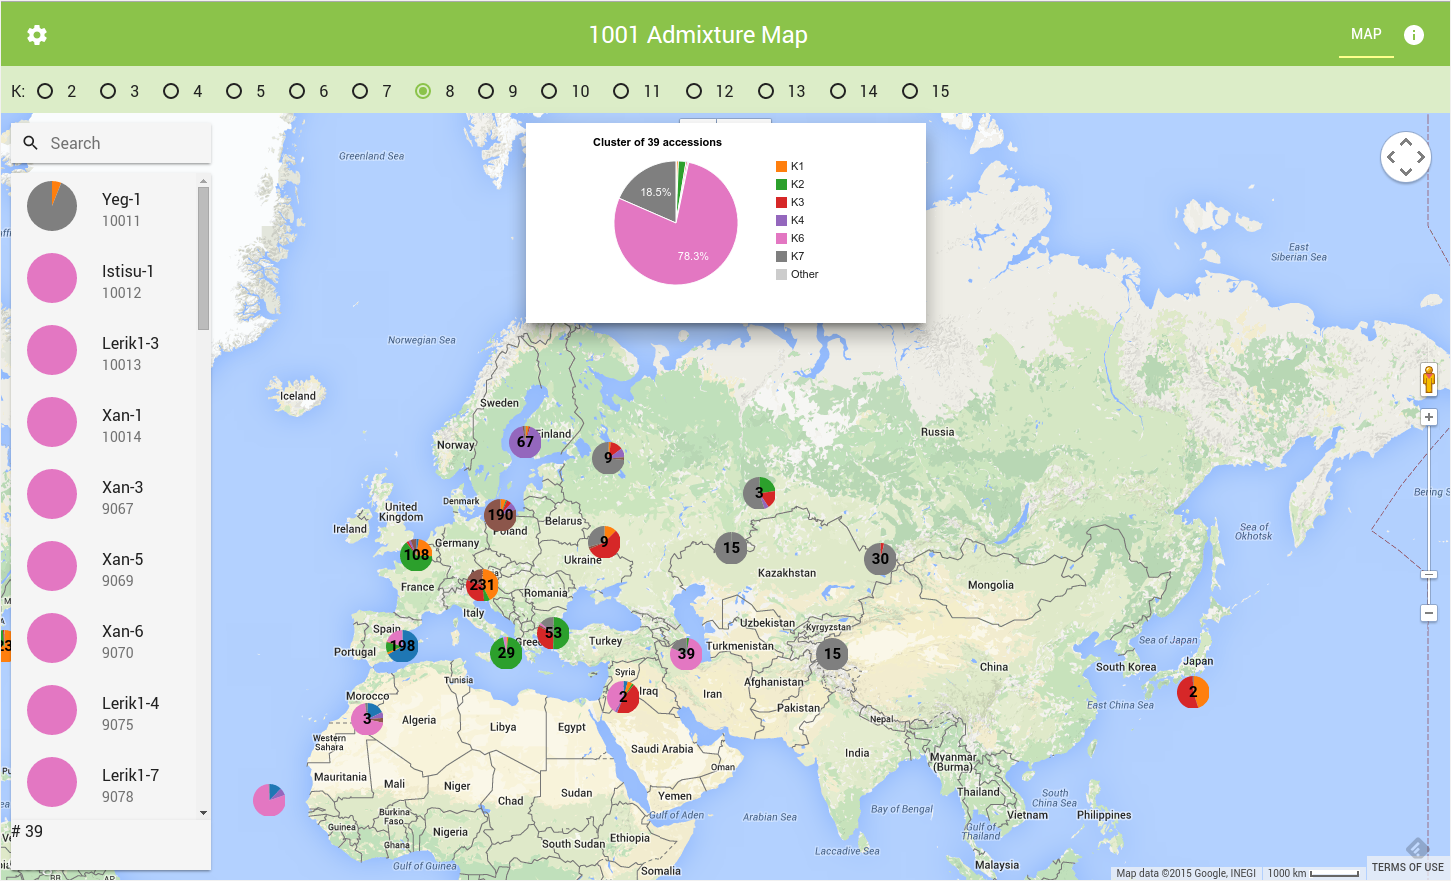 1001 Admixture Map
MAP
K: 2 3 4 5 6 7 8 9 10 11 12 13 14 15
Search
Yeg-1
10011
Istisu-1
10012
Lerik1-3
10013
Xan-1
10014
Xan-3
9067
Xan-5
9069
Xan-6
9070
Lerik1-4
9075
Lerik1-7
9078
# 39
Cluster of 39 accessions
18.5%
78.3%
K1
K2
K3
K4
K6
K7
Other
Greenland Sea
East
Siberian Sea
Norwegian Sea
Iceland
Sweden
Finland
67
Norway
9
Russia
3
Denmark
190
Poland
United
Kingdom
Ireland
Belarus
Germany
108
9
Ukraine
15
30
Bering S
Sea of
Okhotsk
Kazakhstan
Mongolia
France
231
Romania
Italy
Spain
198
Portugal
29
Greece
53
Turkey
39
Uzbekistan
Kyrgyzstan
Turkmenistan
15
China
Sea of Japan
South Korea
Japan
2
East China Sea
23
Tunisia
Syria
Iraq
2
Iran
Afghanistan
Pakistan
Nepal
Morocco
3
Algeria
Libya
Egypt
Western
Sahara
Saudi Arabia
Oman
India
Myanmar
(Burma)
Mauritania
Mali
Niger
Chad
Sudan
Yemen
Gulf of Aden
Arabian Sea
Bay of Bengal
Thailand
South
China Sea
Vietnam
Philippines
Guinea
Burkina
Faso
Ghana
Nigeria
South Sudan
Ethiopia
Somalia
Gulf of Guinea
Laccadive Sea
Gulf of
Thailand
Malaysia
BR
AP
Map data ©2015 Google, INEGI
1000 km
TERMS OF USE